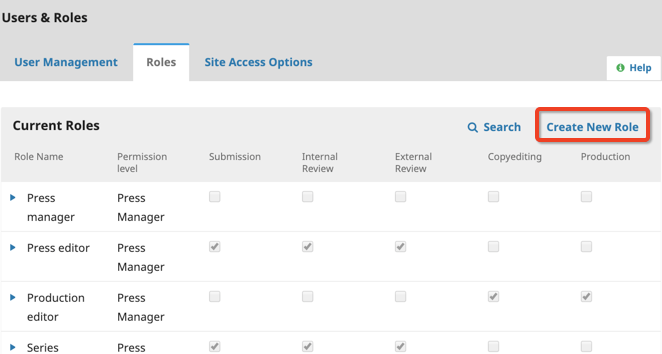 Users & Roles
User Management
Roles
Site Access Options
Help
Current Roles
Search
Create New Role
Role Name
Permission
level
Submission
Internal
Review
External
Review
Copyediting
Production
Press
manager
Press
Manager
Press editor
Press
Manager
Production
editor
Press
Manager
Series
Press